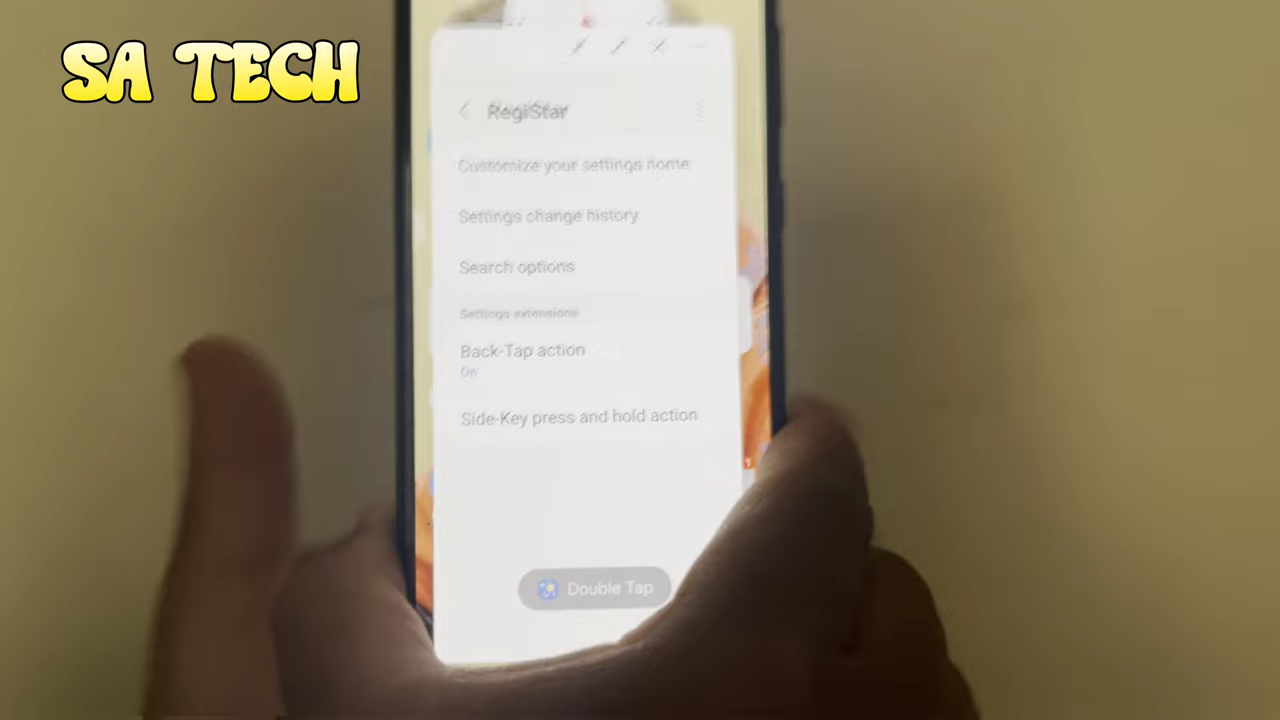 SA TECH
RegiStar
Customize your settings home
Settings change history
Search options
Settings extensions
Back-Tap action
On
Side-Key press and hold action
Double Tap